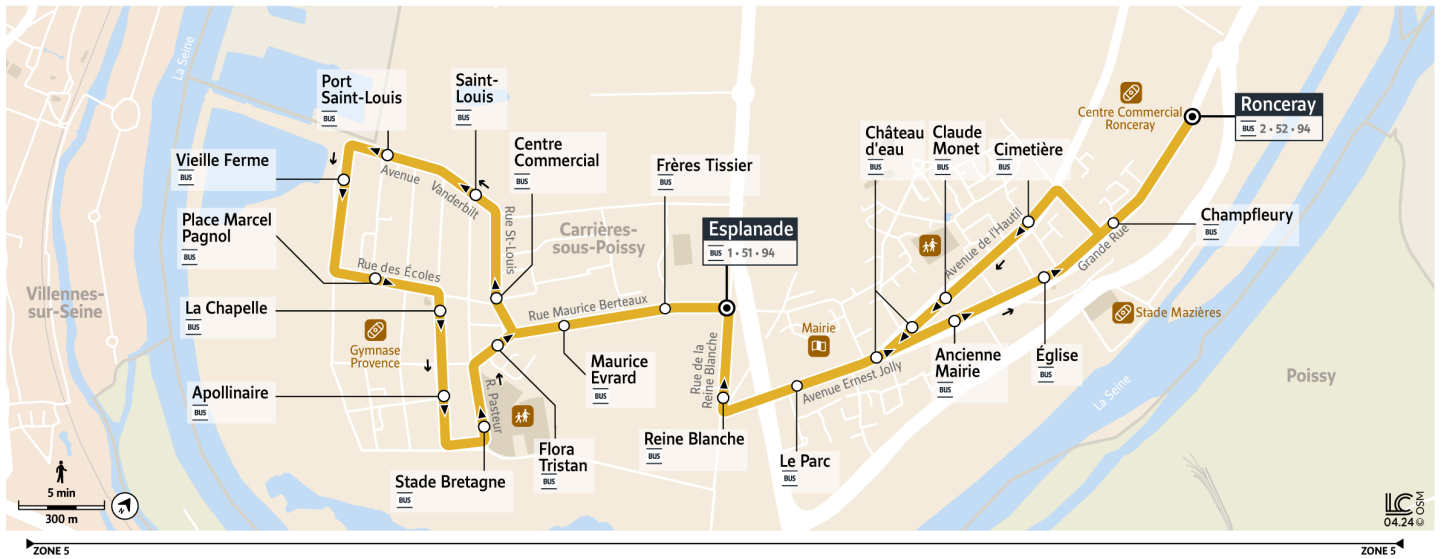 La Seine
Port
Saint-Louis
BUS
Saint-
Louis
BUS
Centre
Commercial
BUS
Vieille Ferme
BUS
Avenue Vanderbilt
Frères Tissier
BUS
Château
d'eau
BUS
Claude
Monet
BUS
Cimetière
BUS
Centre Commercial
Ronceray
Ronceray
BUS 2 • 52 • 94
Place Marcel
Pagnol
BUS
Rue St-Louis
Carrières-
sous-Poissy
Esplanade
BUS 1 • 51 • 94
Champfleury
BUS
Avenue de l'Hautil
Grande Rue
Rue des Écoles
Villennes-
sur-Seine
La Chapelle
BUS
Rue Maurice Berteaux
Gymnase
Provence
Mairie
Stade Mazières
Maurice
Evrard
BUS
Rue de la
Reine Blanche
Avenue Ernest Jolly
Ancienne
Mairie
BUS
Église
BUS
Poissy
La Seine
Apollinaire
BUS
R. Pasteur
Reine Blanche
BUS
Flora
Tristan
BUS
Le Parc
BUS
Stade Bretagne
BUS
5 min
300 m
LC
04.24 © OSM
ZONE 5
ZONE 5